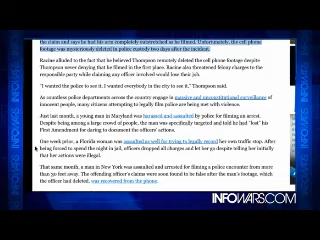 the claim and says he had his arm completely outstretched as he filmed. Unfortunately, the cell phone
footage was mysteriously deleted in police custody two days after the incident.
Racine alluded to the fact that he believed Thompson remotely deleted the cell phone footage despite
Thompson never denying that he filmed in the first place. Racine also threatened felony charges to the
responsible party while claiming any officer involved would lose their job.
"I wanted the police to see it. I wanted everybody in the city to see it," Thompson said.
As countless police departments across the country engage in massive and unconstitutional surveillance of
innocent people, many citizens attempting to legally film police are being met with violence.
Just last month, a young man in Maryland was harassed and assaulted by police for filming an arrest.
Despite being among a large crowd of people, the man was specifically targeted and told he had "lost" his
First Amendment for daring to document the officers' actions.
One week prior, a Florida woman was assaulted as well for trying to legally record her own traffic stop. After
being forced to spend the night in jail, officers dropped all charges and let her go despite telling her initially
that her actions were illegal.
That same month, a man in New York was assaulted and arrested for filming a police encounter from more
than 30 feet away. The offending officer's claims were soon found to be false after the man's footage, which
the officer had deleted, was recovered from the phone.
INFOWARS.COM